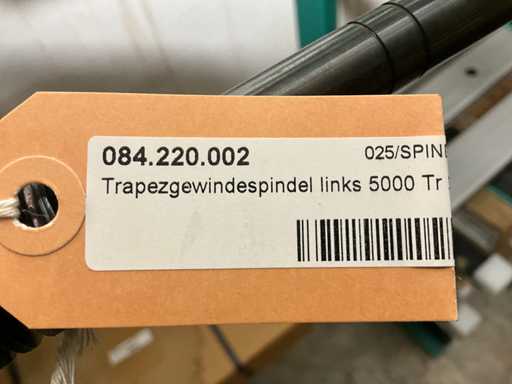 084.220.002 025/SPIN
Trapezgewindespindel links 5000 Tr